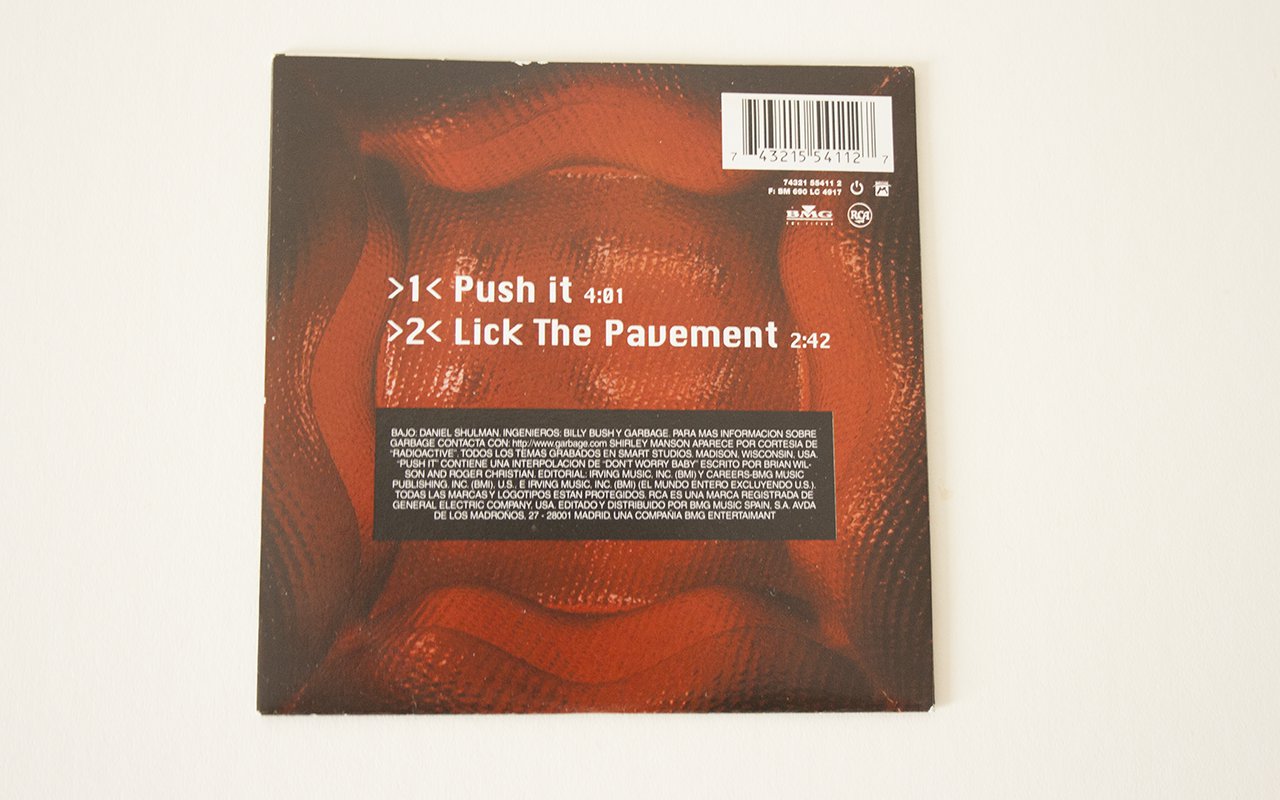 7 43215 54112 7
74321 55411 2
F: BM 690 LC 4917
BMG
RCA
>1< Push it 4:01
>2< Lick The Pavement 2:42
BAJO: DANIEL SHULMAN. INGENIEROS: BILLY BUSH Y GARBAGE. PARA MAS INFORMACION SOBRE
GARBAGE CONTACTA CON: http://www.garbage.com SHIRLEY MANSON APARECE POR CORTESIA DE
"RADIOACTIVE". TODOS LOS TEMAS GRABADOS EN SMART STUDIOS. MADISON. WISCONSIN. USA.
"PUSH IT" CONTIENE UNA INTERPOLACION DE "DON'T WORRY BABY" ESCRITO POR BRIAN WIL-
SON AND ROGER CHRISTIAN. EDITORIAL: IRVING MUSIC, INC. (BMI) Y CAREERS-BMG MUSIC
PUBLISHING. INC. (BMI). U.S.. E IRVING MUSIC, INC. (BMI) (EL MUNDO ENTERO EXCLUYENDO U.S.).
TODAS LAS MARCAS Y LOGOTIPOS ESTAN PROTEGIDOS. RCA ES UNA MARCA REGISTRADA DE
GENERAL ELECTRIC COMPANY. USA. EDITADO Y DISTRIBUIDO POR BMG MUSIC SPAIN, S.A. AVDA
DE LOS MADROÑOS, 27 - 28001 MADRID. UNA COMPAÑIA BMG ENTERTAIMANT